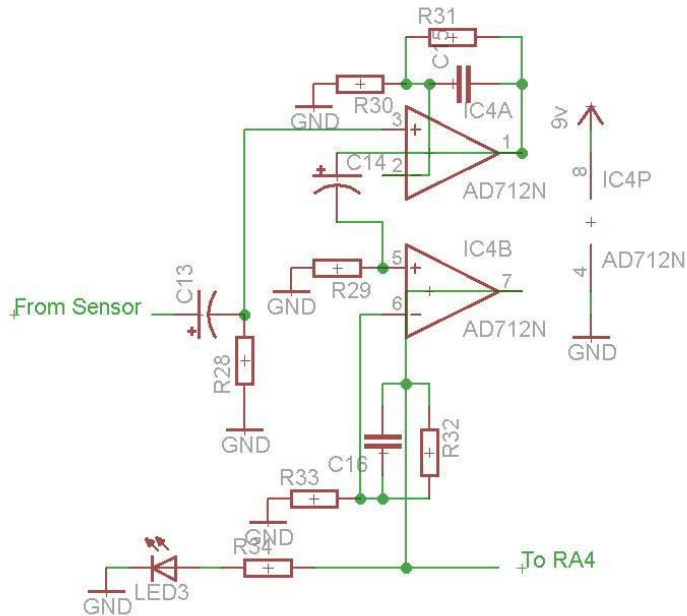 R31
C15
R30
GND
IC4A
3
+
1
2
AD712N
C14
9v
8
IC4P
+
4
AD712N
GND
IC4B
5
+
7
6
-
AD712N
R29
GND
From Sensor
C13
+
R28
GND
C16
R32
R33
GND
R34
To RA4
LED3
GND